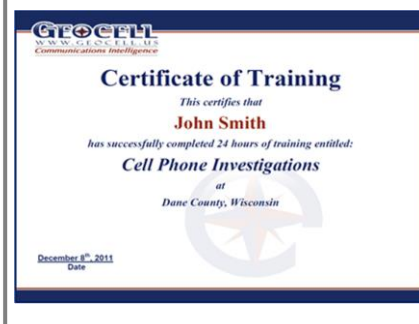 GEOCELL
WWW.GEOCELL.US
Communications Intelligence
Certificate of Training
This certifies that
John Smith
has successfully completed 24 hours of training entitled:
Cell Phone Investigations
at
Dane County, Wisconsin
December 8th, 2011
Date